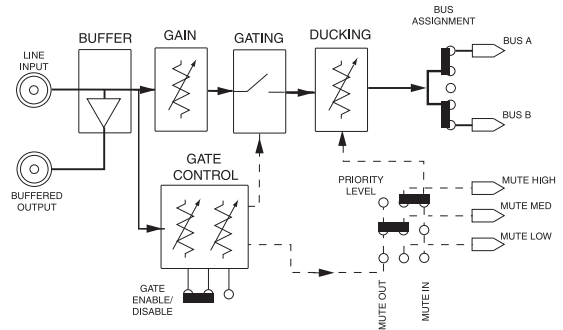 BUS
ASSIGNMENT
BUFFER
GAIN
GATING
DUCKING
BUS A
LINE
INPUT
BUS B
BUFFERED
OUTPUT
GATE
CONTROL
PRIORITY
LEVEL
MUTE HIGH
MUTE MED
MUTE LOW
GATE
ENABLE/
DISABLE
MUTE OUT
MUTE IN